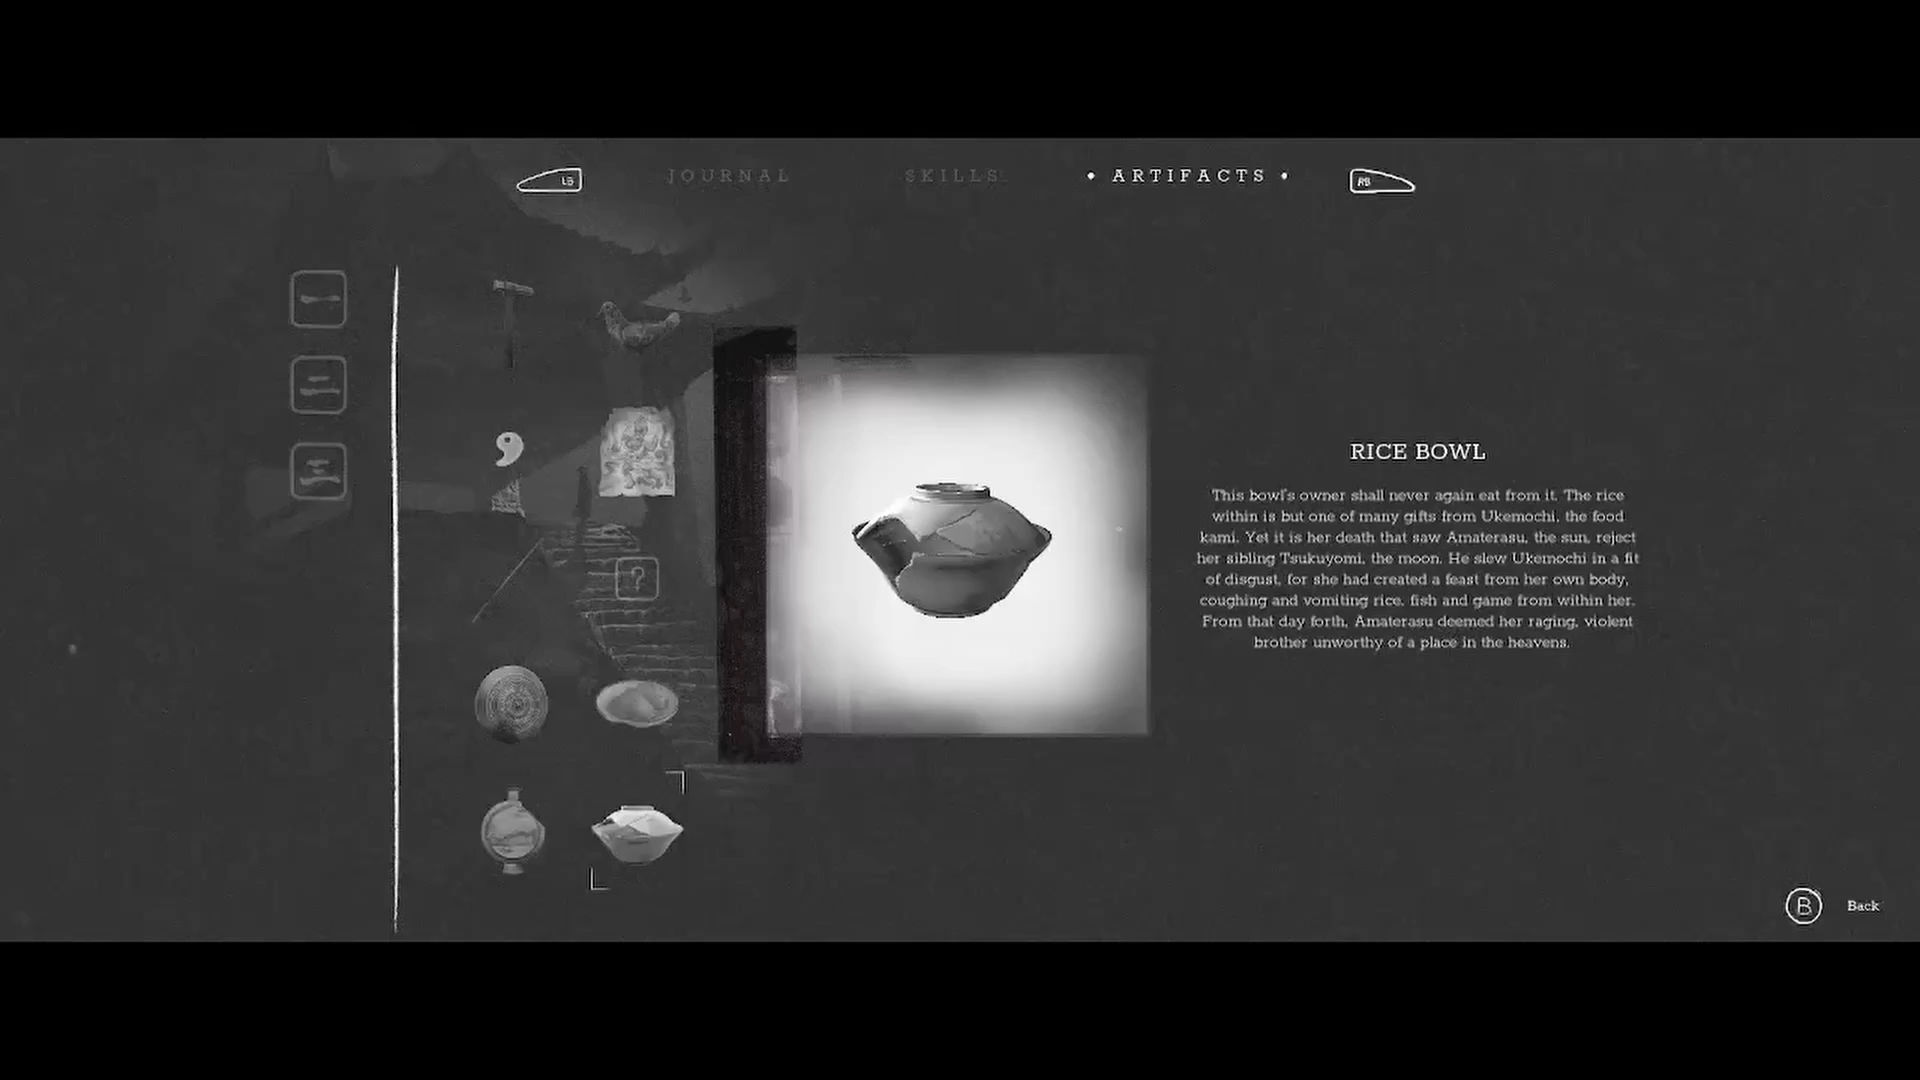 LB
JOURNAL
SKILLS
• ARTIFACTS •
RB
一
二
三
?
RICE BOWL
This bowl's owner shall never again eat from it. The rice
within is but one of many gifts from Ukemochi, the food
kami. Yet it is her death that saw Amaterasu, the sun, reject
her sibling Tsukuyomi, the moon. He slew Ukemochi in a fit
of disgust, for she had created a feast from her own body,
coughing and vomiting rice, fish and game from within her.
From that day forth, Amaterasu deemed her raging, violent
brother unworthy of a place in the heavens.
B
Back